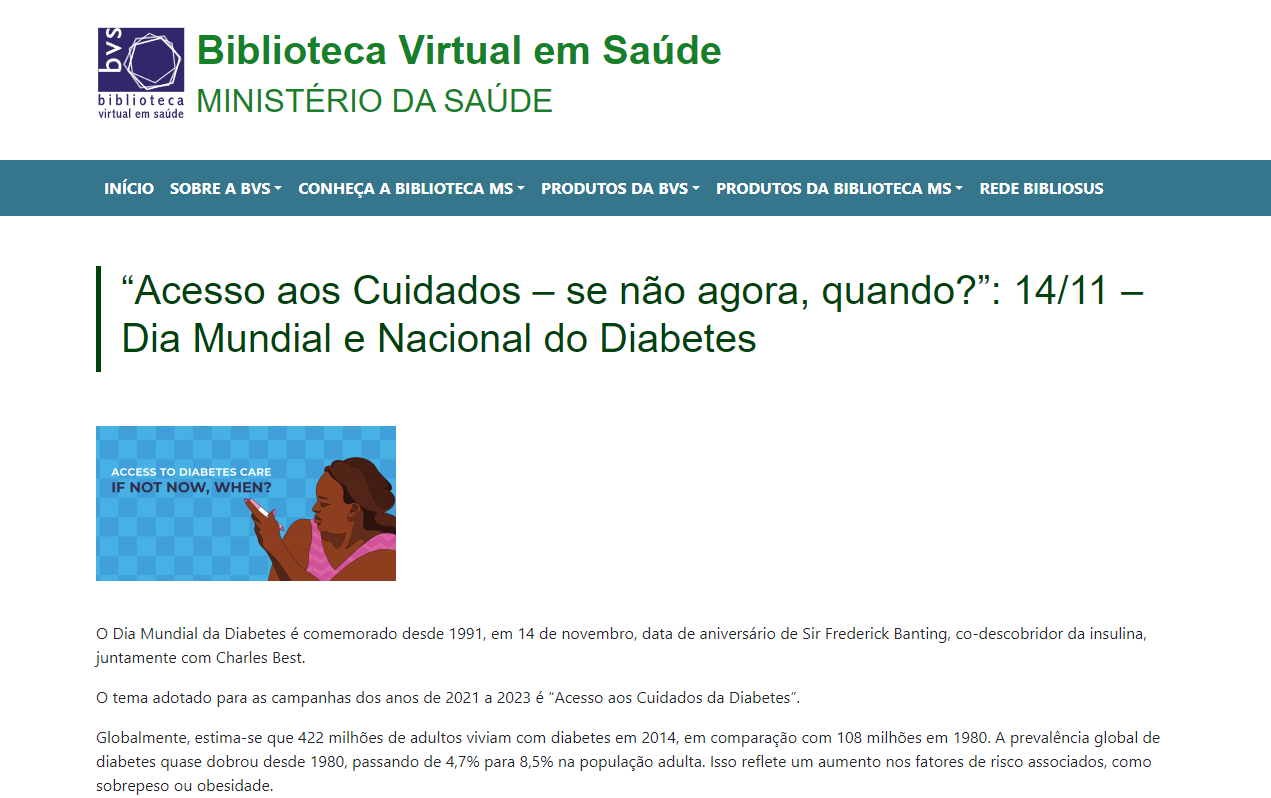 bvs
biblioteca
virtual em saúde
Biblioteca Virtual em Saúde
MINISTÉRIO DA SAÚDE
INÍCIO SOBRE A BVS CONHEÇA A BIBLIOTECA MS PRODUTOS DA BVS PRODUTOS DA BIBLIOTECA MS REDE BIBLIOSUS
“Acesso aos Cuidados – se não agora, quando?”: 14/11 –
Dia Mundial e Nacional do Diabetes
ACCESS TO DIABETES CARE
IF NOT NOW, WHEN?
O Dia Mundial da Diabetes é comemorado desde 1991, em 14 de novembro, data de aniversário de Sir Frederick Banting, co-descobridor da insulina,
juntamente com Charles Best.
O tema adotado para as campanhas dos anos de 2021 a 2023 é “Acesso aos Cuidados da Diabetes”.
Globalmente, estima-se que 422 milhões de adultos viviam com diabetes em 2014, em comparação com 108 milhões em 1980. A prevalência global de
diabetes quase dobrou desde 1980, passando de 4,7% para 8,5% na população adulta. Isso reflete um aumento nos fatores de risco associados, como
sobrepeso ou obesidade.